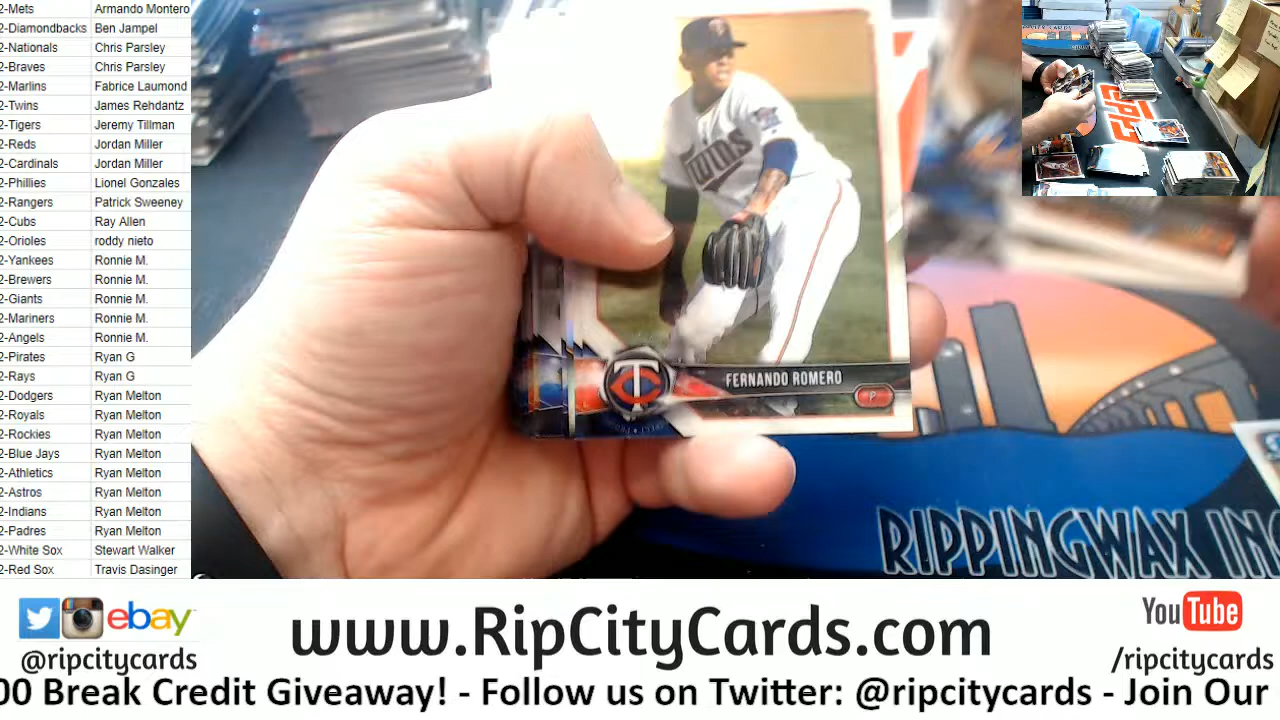 2-Mets Armando Montero
2-Diamondbacks Ben Jampel
2-Nationals Chris Parsley
2-Braves Chris Parsley
2-Marlins Fabrice Laumond
2-Twins James Rehdantz
2-Tigers Jeremy Tillman
2-Reds Jordan Miller
2-Cardinals Jordan Miller
2-Phillies Lionel Gonzales
2-Rangers Patrick Sweeney
2-Cubs Ray Allen
2-Orioles roddy nieto
2-Yankees Ronnie M.
2-Brewers Ronnie M.
2-Giants Ronnie M.
2-Mariners Ronnie M.
2-Angels Ronnie M.
2-Pirates Ryan G
2-Rays Ryan G
2-Dodgers Ryan Melton
2-Royals Ryan Melton
2-Rockies Ryan Melton
2-Blue Jays Ryan Melton
2-Athletics Ryan Melton
2-Astros Ryan Melton
2-Indians Ryan Melton
2-Padres Ryan Melton
2-White Sox Stewart Walker
2-Red Sox Travis Dasinger
TWINS
TC
FERNANDO ROMERO
P
RIPPINGWAX IN
ebay
@ripcitycards
www.RipCityCards.com
YouTube
/ripcitycards
00 Break Credit Giveaway! - Follow us on Twitter: @ripcitycards - Join Our